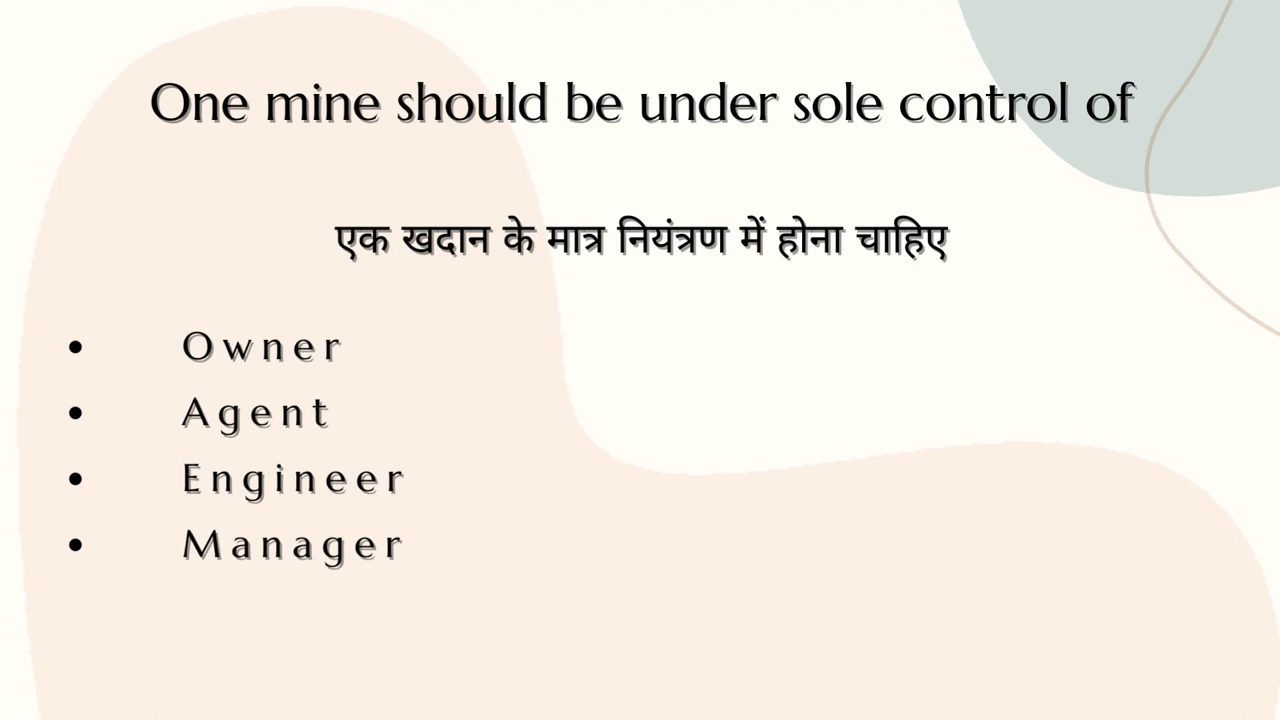 One mine should be under sole control of
एक खदान के मात्र नियंत्रण में होना चाहिए
• Owner
• Agent
• Engineer
• Manager